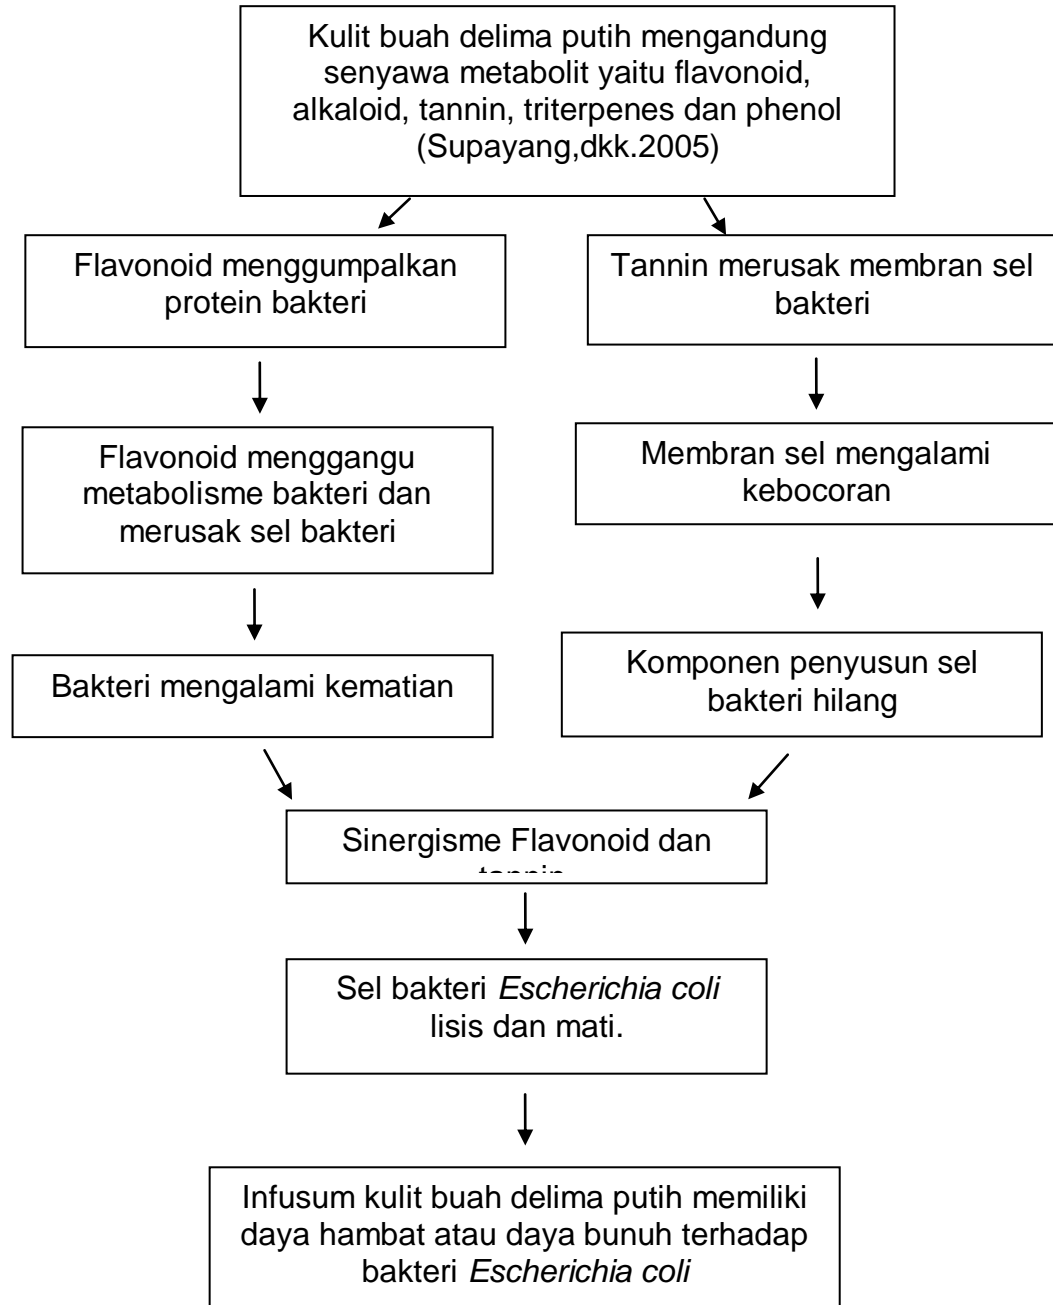 Kulit buah delima putih mengandung
senyawa metabolit yaitu flavonoid,
alkaloid, tannin, triterpenes dan phenol
(Supayang,dkk.2005)
Flavonoid menggumpalkan
protein bakteri
Tannin merusak membran sel
bakteri
Flavonoid menggangu
metabolisme bakteri dan
merusak sel bakteri
Membran sel mengalami
kebocoran
Bakteri mengalami kematian
Komponen penyusun sel
bakteri hilang
Sinergisme Flavonoid dan
Sel bakteri Escherichia coli
lisis dan mati.
Infusum kulit buah delima putih memiliki
daya hambat atau daya bunuh terhadap
bakteri Escherichia coli